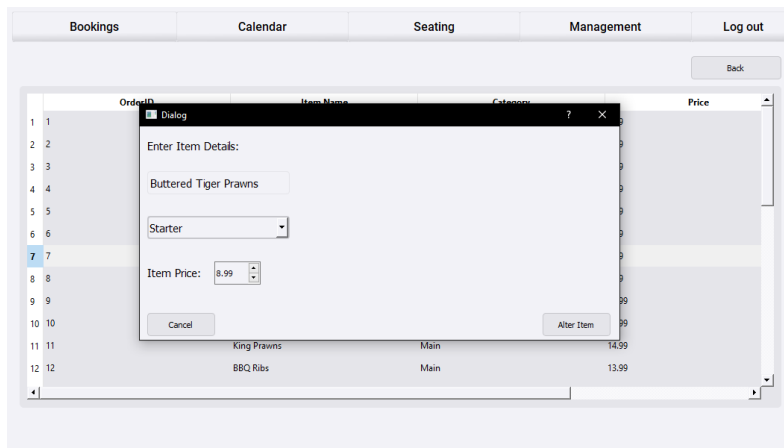 Bookings Calendar Seating Management Log out
Back
OrderID Item Name Category Price
Dialog ?
Enter Item Details:
Buttered Tiger Prawns
Starter
Item Price: 8.99
Cancel Alter Item
1 1
2 2
3 3
4 4
5 5
6 6
7 7
8 8
9 9
10 10
11 11 King Prawns Main 14.99
12 12 BBQ Ribs Main 13.99